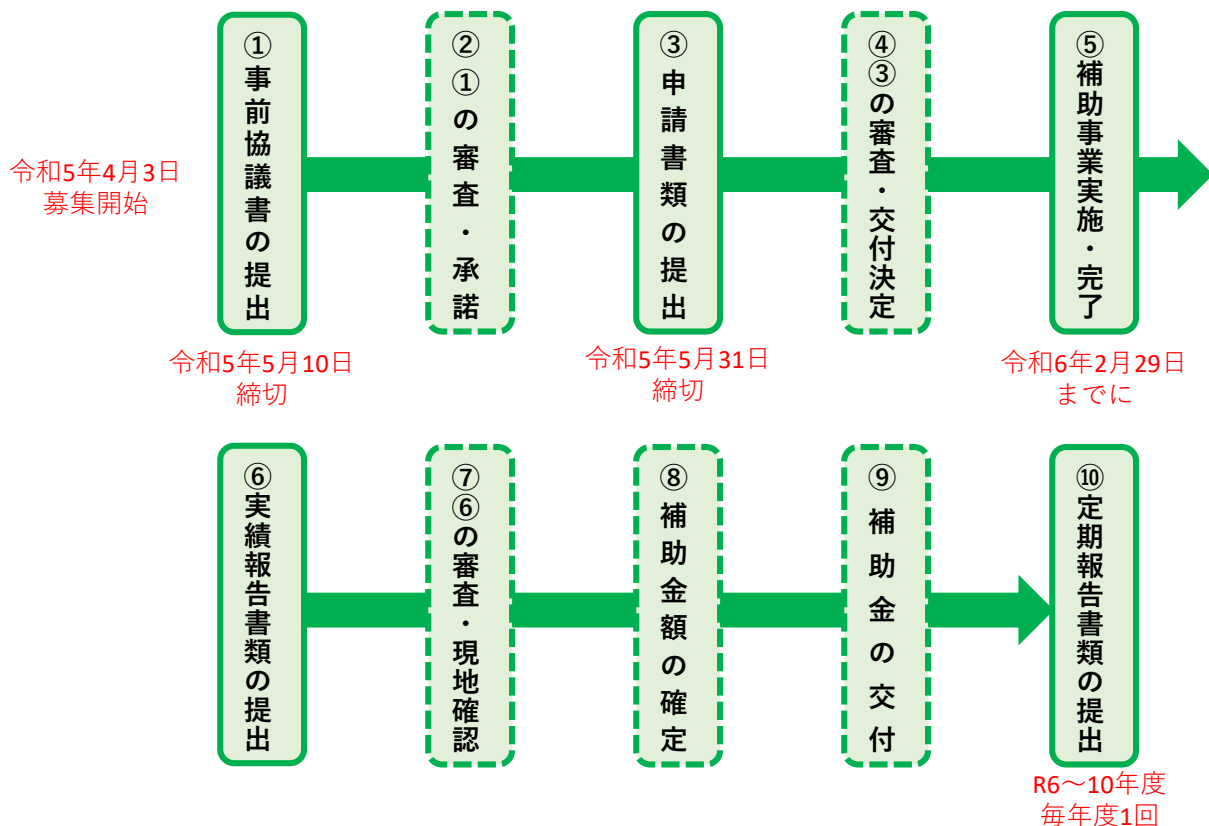 令和5年4月3日
募集開始
①事前協議書の提出
②①の審査・承諾
③申請書類の提出
④③の審査・交付決定
⑤補助事業実施・完了
令和5年5月10日
締切
令和5年5月31日
締切
令和6年2月29日
までに
⑥実績報告書類の提出
⑦⑥の審査・現地確認
⑧補助金額の確定
⑨補助金の交付
⑩定期報告書類の提出
R6～10年度
毎年度1回